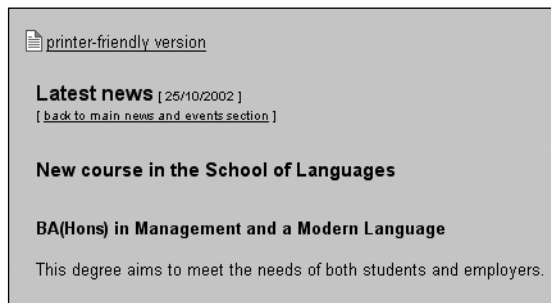 printer-friendly version
Latest news [ 25/10/2002 ]
[ back to main news and events section ]
New course in the School of Languages
BA(Hons) in Management and a Modern Language
This degree aims to meet the needs of both students and employers.